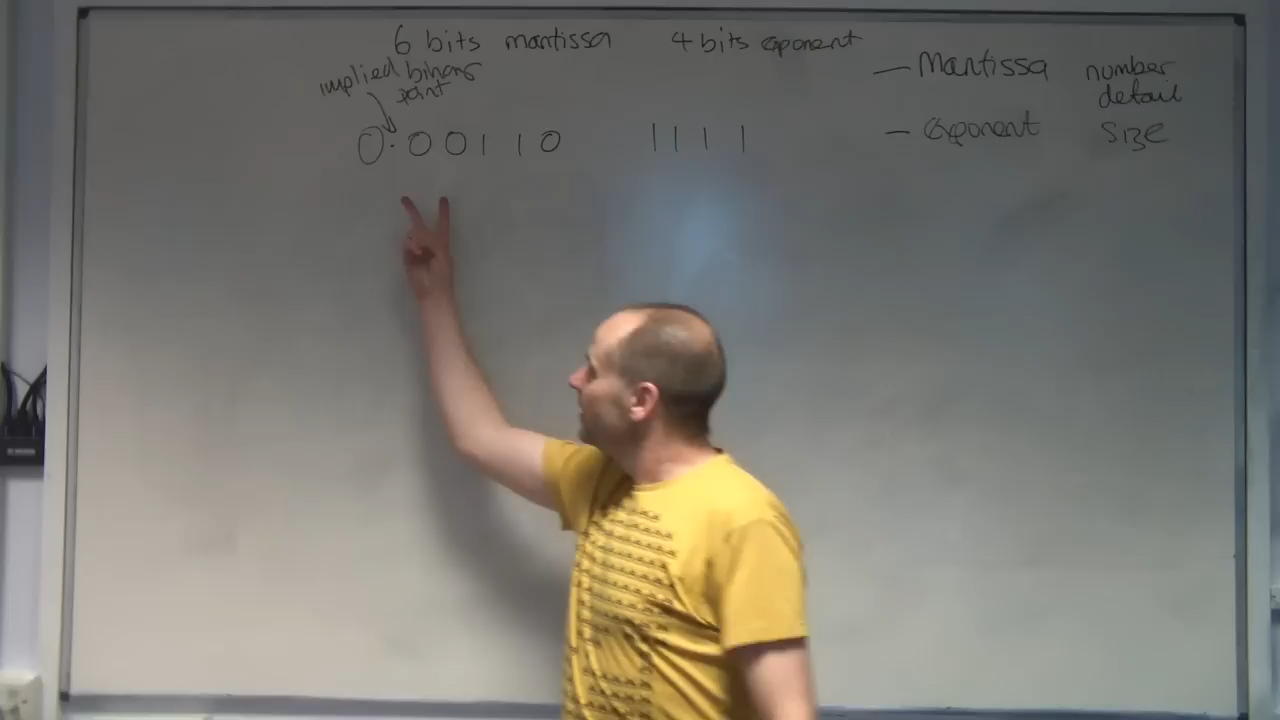 6 bits mantissa 4 bits exponent
implied binary
point
0.00110 1111
— Mantissa number
detail
— Exponent size